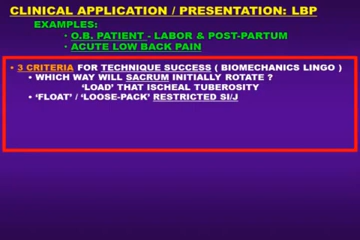 CLINICAL APPLICATION / PRESENTATION: LBP
EXAMPLES:
· O.B. PATIENT - LABOR & POST-PARTUM
· ACUTE LOW BACK PAIN
• 3 CRITERIA FOR TECHNIQUE SUCCESS ( BIOMECHANICS LINGO )
• WHICH WAY WILL SACRUM INITIALLY ROTATE ?
'LOAD' THAT ISCHEAL TUBEROSITY
• 'FLOAT' / 'LOOSE-PACK' RESTRICTED SI/J